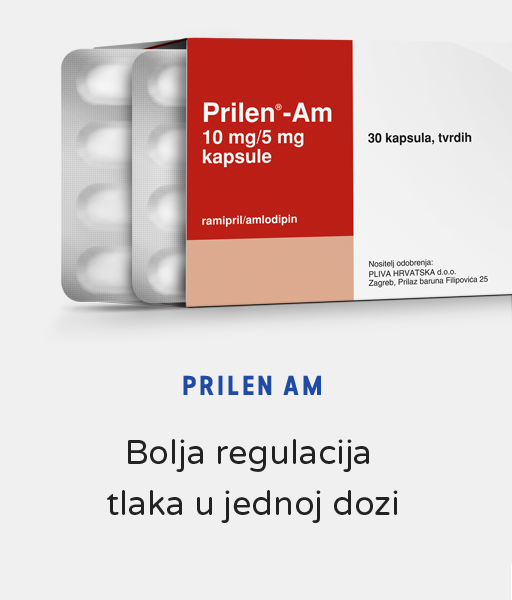 Prilen®-Am
10 mg/5 mg
kapsule
30 kapsula, tvrdih
ramipril/amlodipin
Nositelj odobrenja:
PLIVA HRVATSKA d.o.o.
Zagreb, Prilaz baruna Filipovića 25
PRILEN AM
Bolja regulacija
tlaka u jednoj dozi